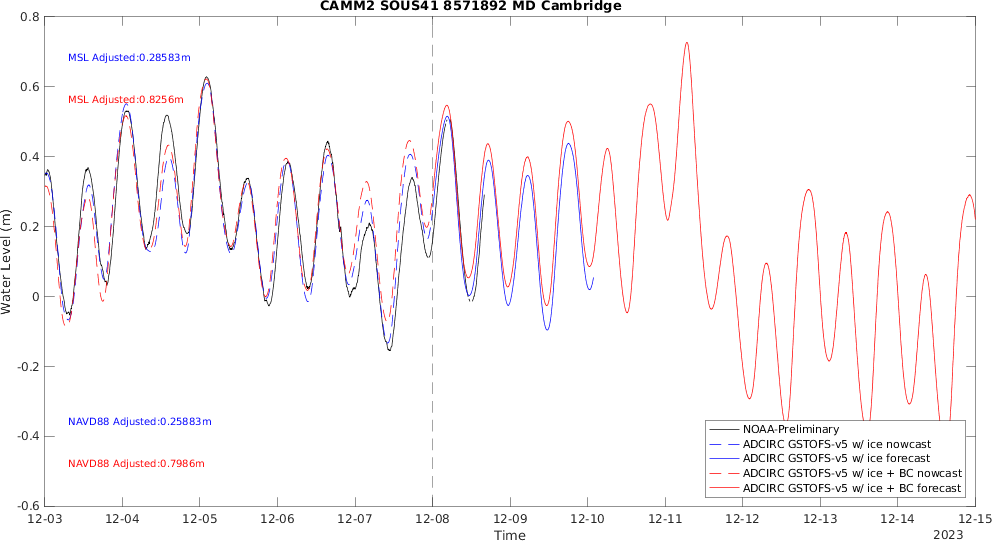 CAMM2 SOUS41 8571892 MD Cambridge
0.8
0.6
0.4
0.2
0
-0.2
-0.4
-0.6
Water Level (m)
MSL Adjusted:0.28583m
MSL Adjusted:0.8256m
NAVD88 Adjusted:0.25883m
NAVD88 Adjusted:0.7986m
NOAA-Preliminary
ADCIRC GSTOFS-v5 w/ ice nowcast
ADCIRC GSTOFS-v5 w/ ice forecast
ADCIRC GSTOFS-v5 w/ ice + BC nowcast
ADCIRC GSTOFS-v5 w/ ice + BC forecast
12-03 12-04 12-05 12-06 12-07 12-08 12-09 12-10 12-11 12-12 12-13 12-14 12-15
Time
2023